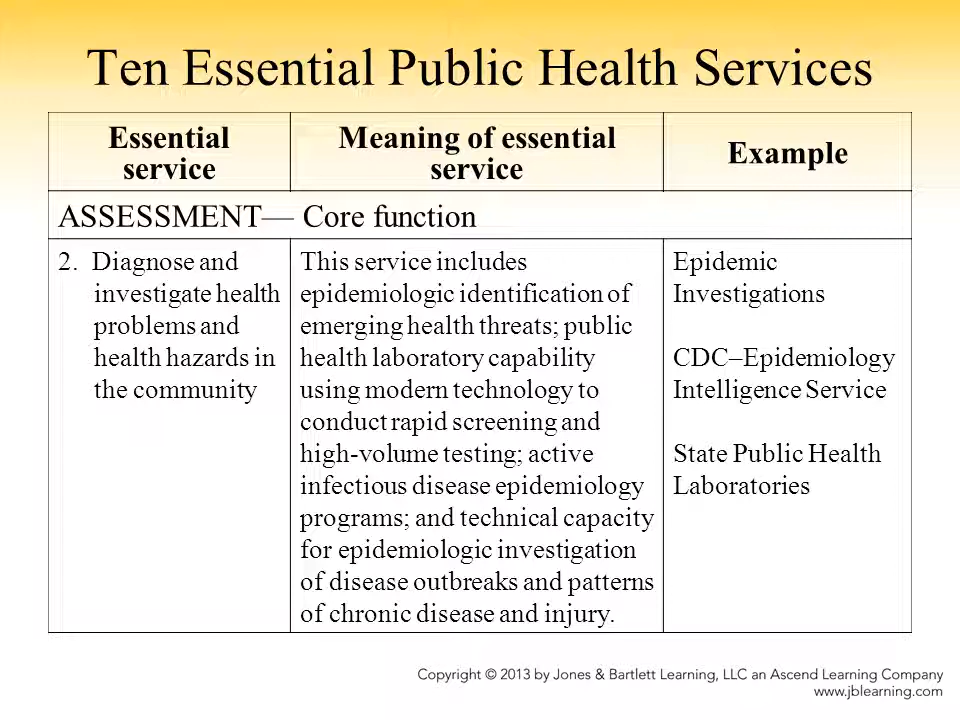 Ten Essential Public Health Services
Essential
service
Meaning of essential
service
Example
ASSESSMENT— Core function
2. Diagnose and
investigate health
problems and
health hazards in
the community
This service includes
epidemiologic identification of
emerging health threats; public
health laboratory capability
using modern technology to
conduct rapid screening and
high-volume testing; active
infectious disease epidemiology
programs; and technical capacity
for epidemiologic investigation
of disease outbreaks and patterns
of chronic disease and injury.
Epidemic
Investigations
CDC–Epidemiology
Intelligence Service
State Public Health
Laboratories
Copyright © 2013 by Jones & Bartlett Learning, LLC an Ascend Learning Company
www.jblearning.com